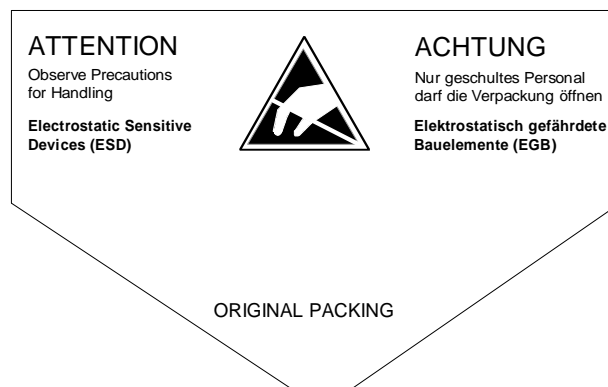 ATTENTION
Observe Precautions
for Handling
Electrostatic Sensitive
Devices (ESD)
ACHTUNG
Nur geschultes Personal
darf die Verpackung öffnen
Elektrostatisch gefährdete
Bauelemente (EGB)
ORIGINAL PACKING